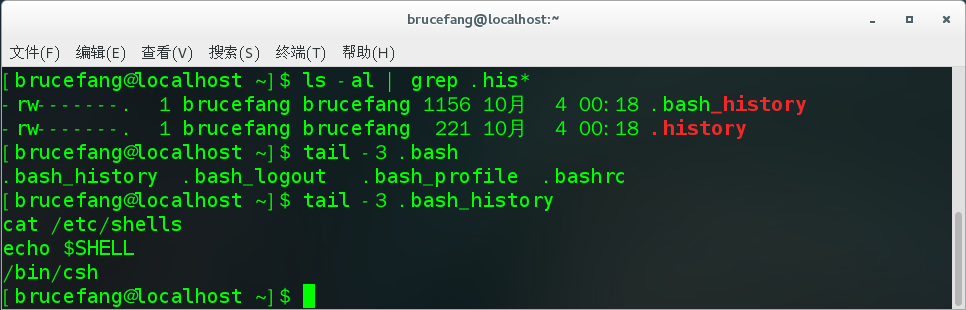 brucefang@localhost:~
文件(F) 编辑(E) 查看(V) 搜索(S) 终端(T) 帮助(H)
[brucefang@localhost ~]$ ls -al | grep .his*
-rw-------. 1 brucefang brucefang 1156 10月  4 00:18 .bash_history
-rw-------. 1 brucefang brucefang  221 10月  4 00:18 .history
[brucefang@localhost ~]$ tail -3 .bash
.bash_history  .bash_logout   .bash_profile  .bashrc
[brucefang@localhost ~]$ tail -3 .bash_history
cat /etc/shells
echo $SHELL
/bin/csh
[brucefang@localhost ~]$